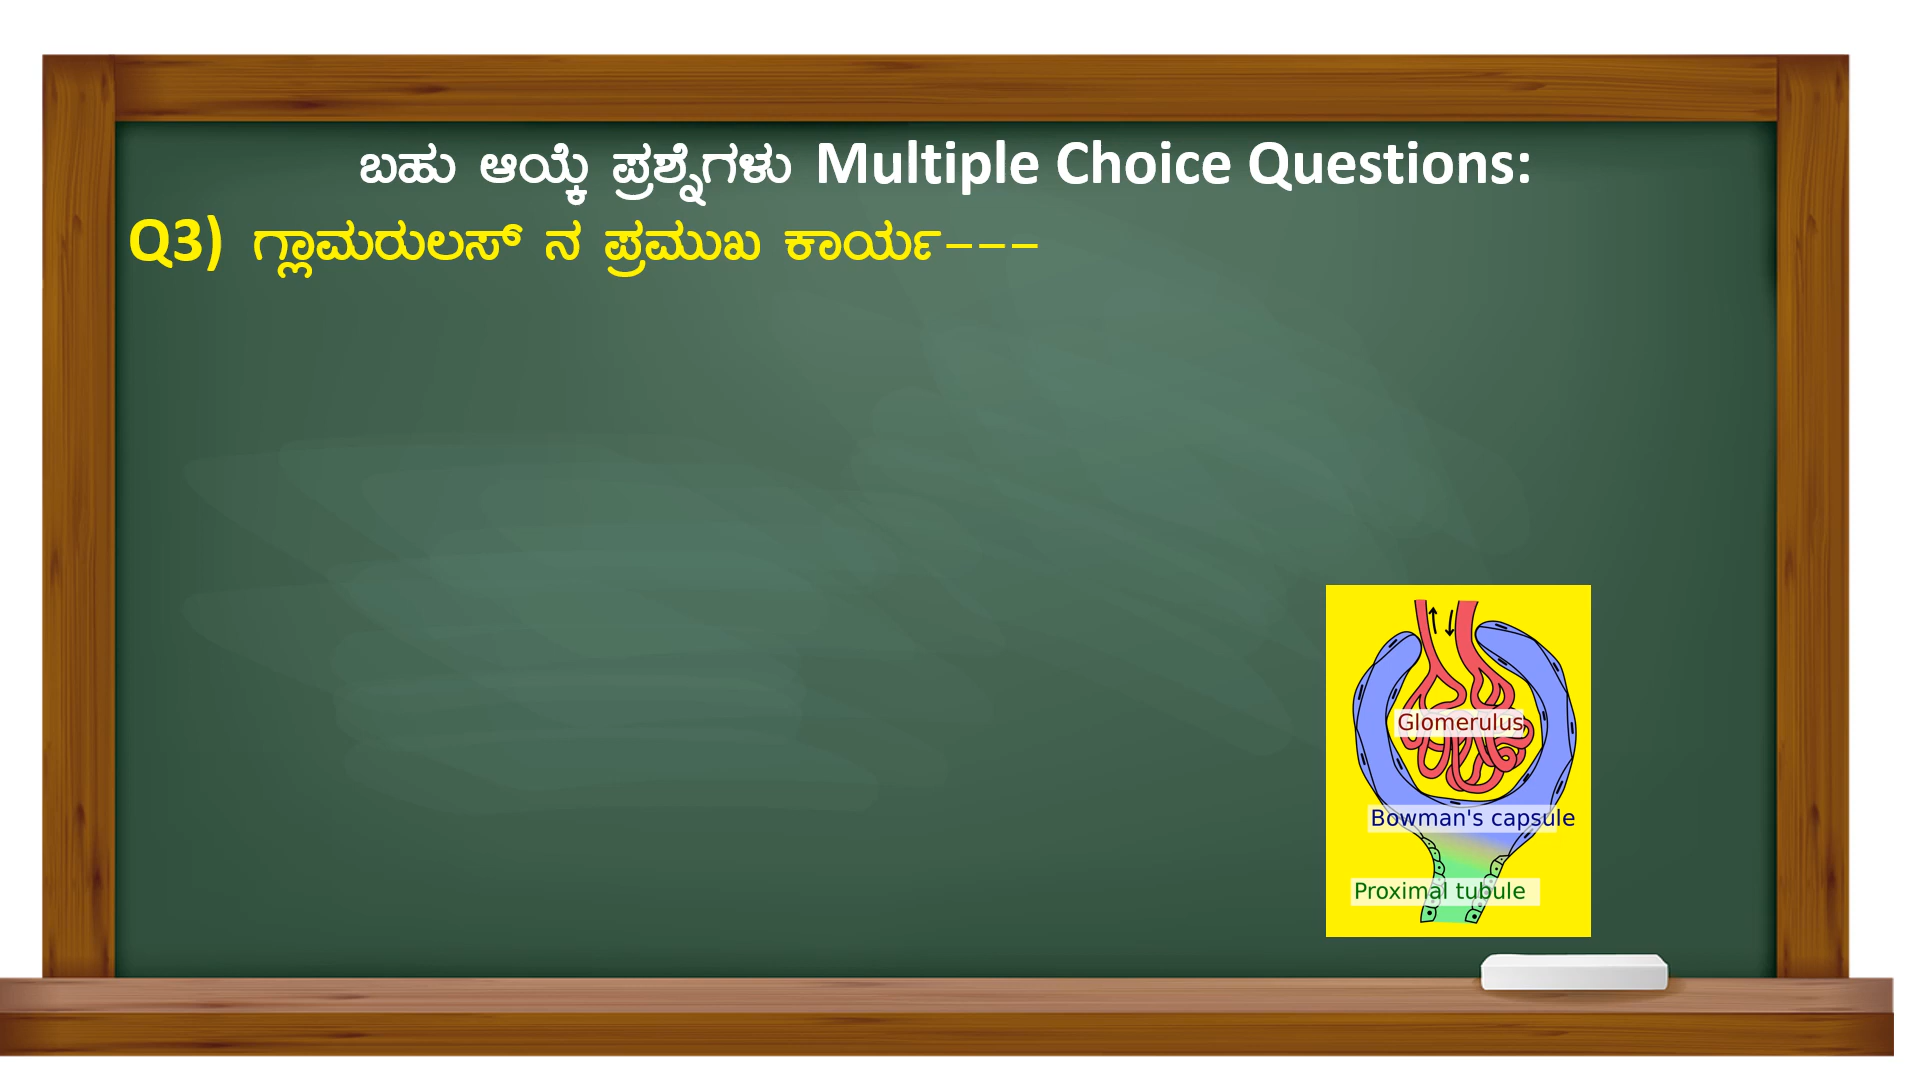 ಬಹು ಆಯ್ಕೆ ಪ್ರಶ್ನೆಗಳು Multiple Choice Questions:
Q3) ಗ್ಲಾಮರುಲಸ್ ನ ಪ್ರಮುಖ ಕಾರ್ಯ---
Glomerulus
Bowman's capsule
Proximal tubule